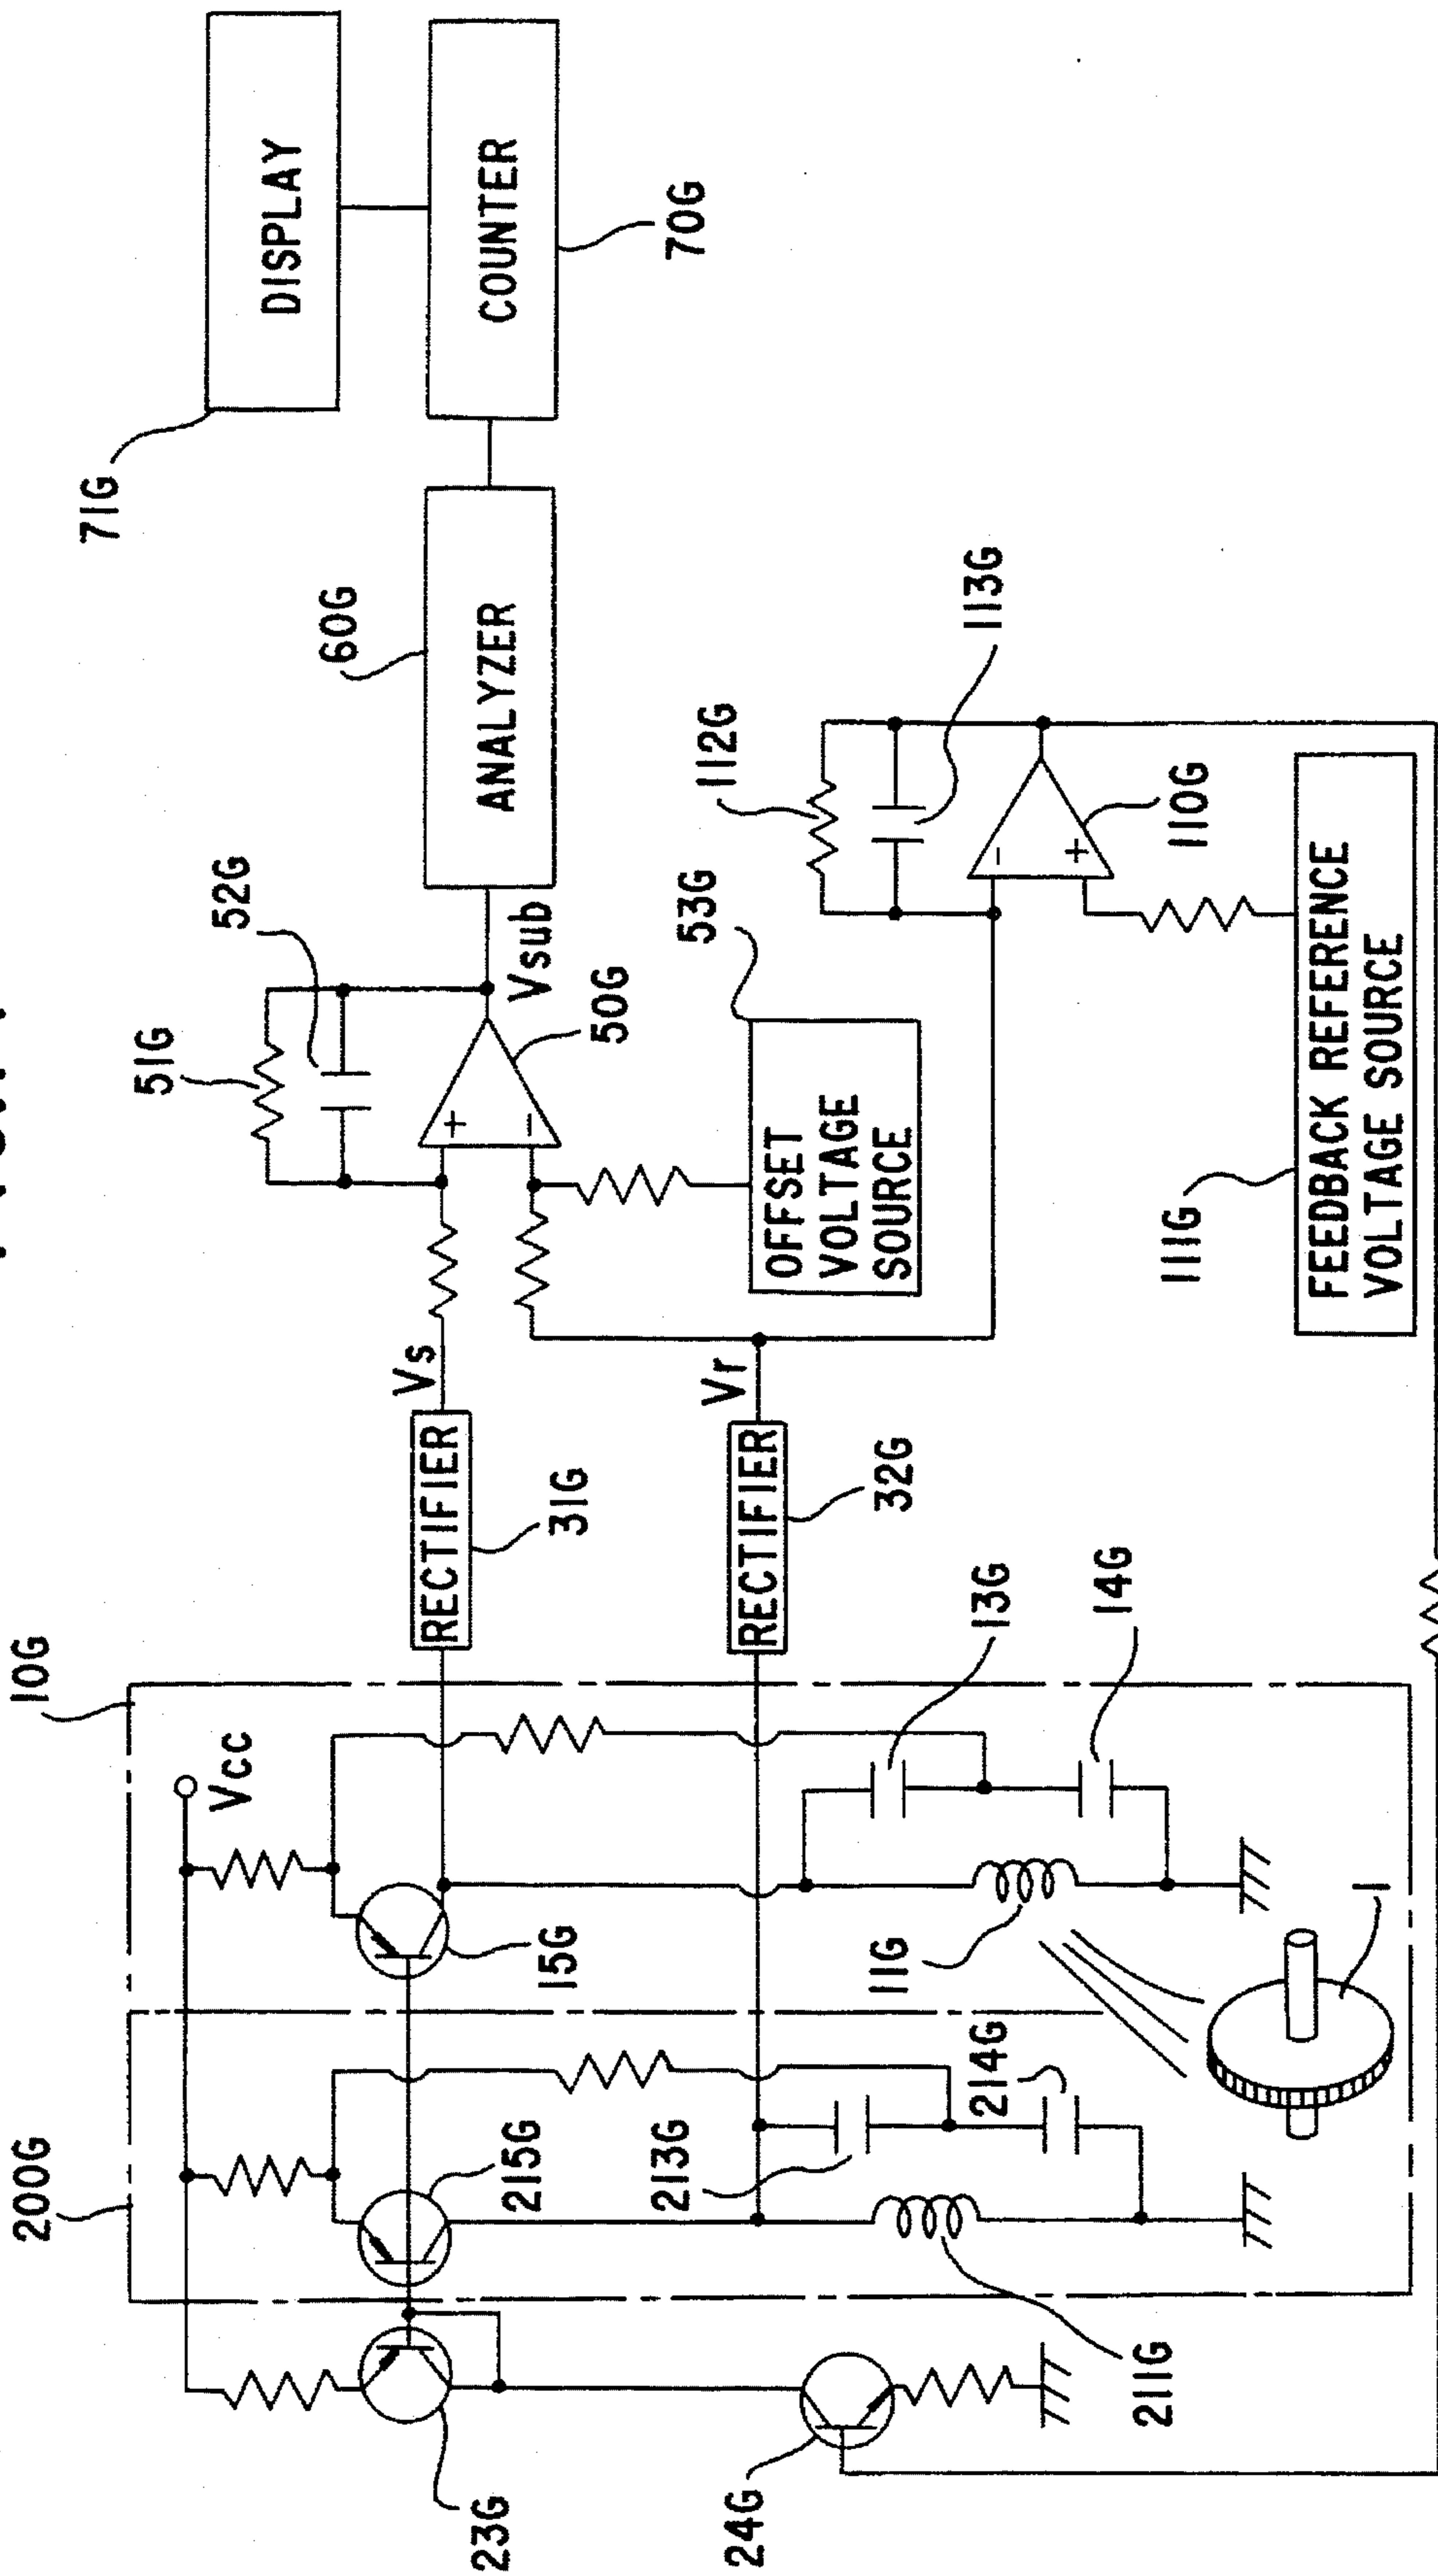 10G
200G
Vcc
23G
215G
15G
24G
213G
214G
211G
11G
13G
14G
1
RECTIFIER
31G
Vs
RECTIFIER
32G
Vr
51G
52G
+
-
50G
Vsub
OFFSET
VOLTAGE
SOURCE
53G
112G
113G
-
+
110G
111G
FEEDBACK REFERENCE
VOLTAGE SOURCE
ANALYZER
60G
COUNTER
70G
DISPLAY
71G